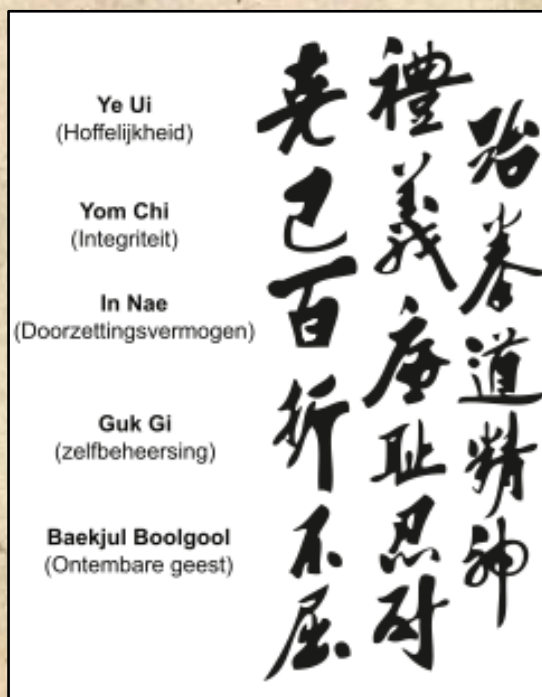 Ye Ui
(Hoffelijkheid)
Yom Chi
(Integriteit)
In Nae
(Doorzettingsvermogen)
Guk Gi
(zelfbeheersing)
Baekjul Boolgool
(Ontembare geest)
跆拳道精神
禮義廉耻忍耐
克己百折不屈